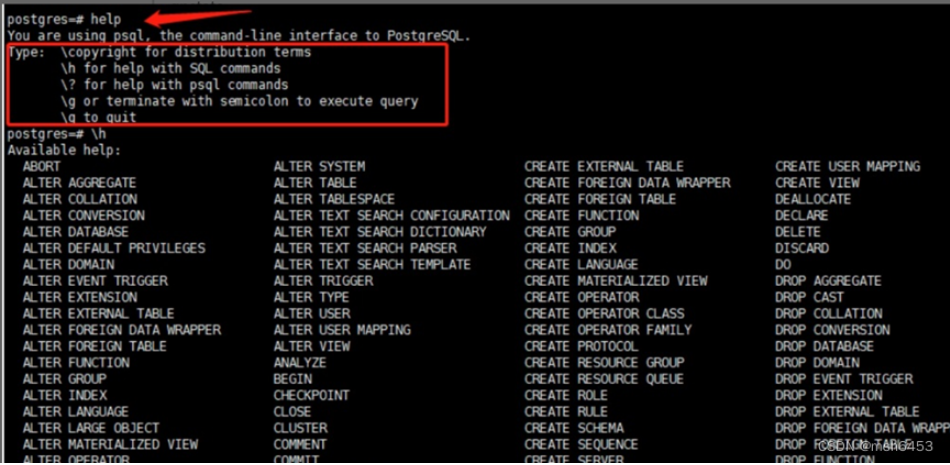 postgres=# help
You are using psql, the command-line interface to PostgreSQL.
Type:  \copyright for distribution terms
       \h for help with SQL commands
       \? for help with psql commands
       \g or terminate with semicolon to execute query
       \q to quit
postgres=# \h
Available help:
  ABORT                            ALTER SYSTEM                     CREATE EXTERNAL TABLE            CREATE USER MAPPING
  ALTER AGGREGATE                  ALTER TABLE                      CREATE FOREIGN DATA WRAPPER      CREATE VIEW
  ALTER COLLATION                  ALTER TABLESPACE                 CREATE FOREIGN TABLE             DEALLOCATE
  ALTER CONVERSION                 ALTER TEXT SEARCH CONFIGURATION  CREATE FUNCTION                  DECLARE
  ALTER DATABASE                   ALTER TEXT SEARCH DICTIONARY     CREATE GROUP                     DELETE
  ALTER DEFAULT PRIVILEGES         ALTER TEXT SEARCH PARSER         CREATE INDEX                     DISCARD
  ALTER DOMAIN                     ALTER TEXT SEARCH TEMPLATE       CREATE LANGUAGE                  DO
  ALTER EVENT TRIGGER              ALTER TRIGGER                    CREATE MATERIALIZED VIEW         DROP AGGREGATE
  ALTER EXTENSION                  ALTER TYPE                       CREATE OPERATOR                  DROP CAST
  ALTER EXTERNAL TABLE             ALTER USER                       CREATE OPERATOR CLASS            DROP COLLATION
  ALTER FOREIGN DATA WRAPPER       ALTER USER MAPPING               CREATE OPERATOR FAMILY           DROP CONVERSION
  ALTER FOREIGN TABLE              ALTER VIEW                       CREATE PROTOCOL                  DROP DATABASE
  ALTER FUNCTION                   ANALYZE                          CREATE RESOURCE GROUP            DROP DOMAIN
  ALTER GROUP                      BEGIN                            CREATE RESOURCE QUEUE            DROP EVENT TRIGGER
  ALTER INDEX                      CHECKPOINT                       CREATE ROLE                      DROP EXTENSION
  ALTER LANGUAGE                   CLOSE                            CREATE RULE                      DROP EXTERNAL TABLE
  ALTER LARGE OBJECT               CLUSTER                          CREATE SCHEMA                    DROP FOREIGN DATA WRAPP
  ALTER MATERIALIZED VIEW          COMMENT                          CREATE SEQUENCE                  DROP FOREIGN TABLE
  ALTER OPERATOR                   COMMIT                           CREATE SERVER                    DROP FUNCTION